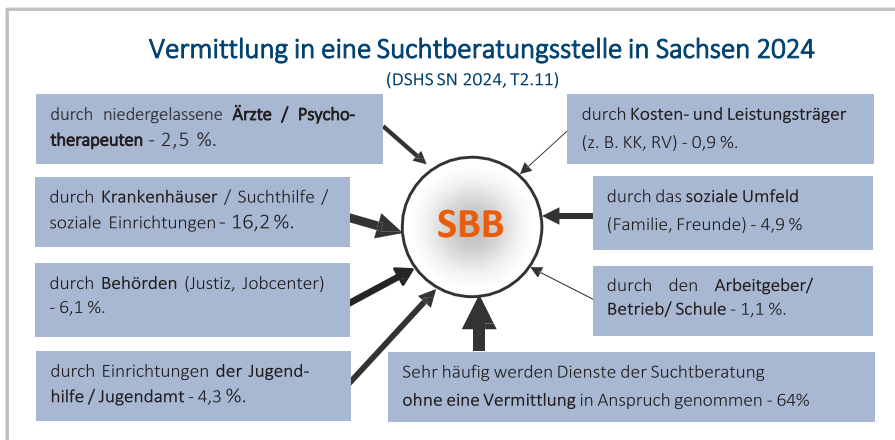 Vermittlung in eine Suchtberatungsstelle in Sachsen 2024
(DSHS SN 2024, T2.11)
durch niedergelassene Ärzte / Psycho-
therapeuten - 2,5 %.
durch Kosten- und Leistungsträger
(z. B. KK, RV) - 0,9 %.
durch Krankenhäuser / Suchthilfe /
soziale Einrichtungen - 16,2 %.
SBB
durch das soziale Umfeld
(Familie, Freunde) - 4,9 %
durch Behörden (Justiz, Jobcenter)
- 6,1 %.
durch den Arbeitgeber/
Betrieb/ Schule - 1,1 %.
durch Einrichtungen der Jugend-
hilfe / Jugendamt - 4,3 %.
Sehr häufig werden Dienste der Suchtberatung
ohne eine Vermittlung in Anspruch genommen - 64%